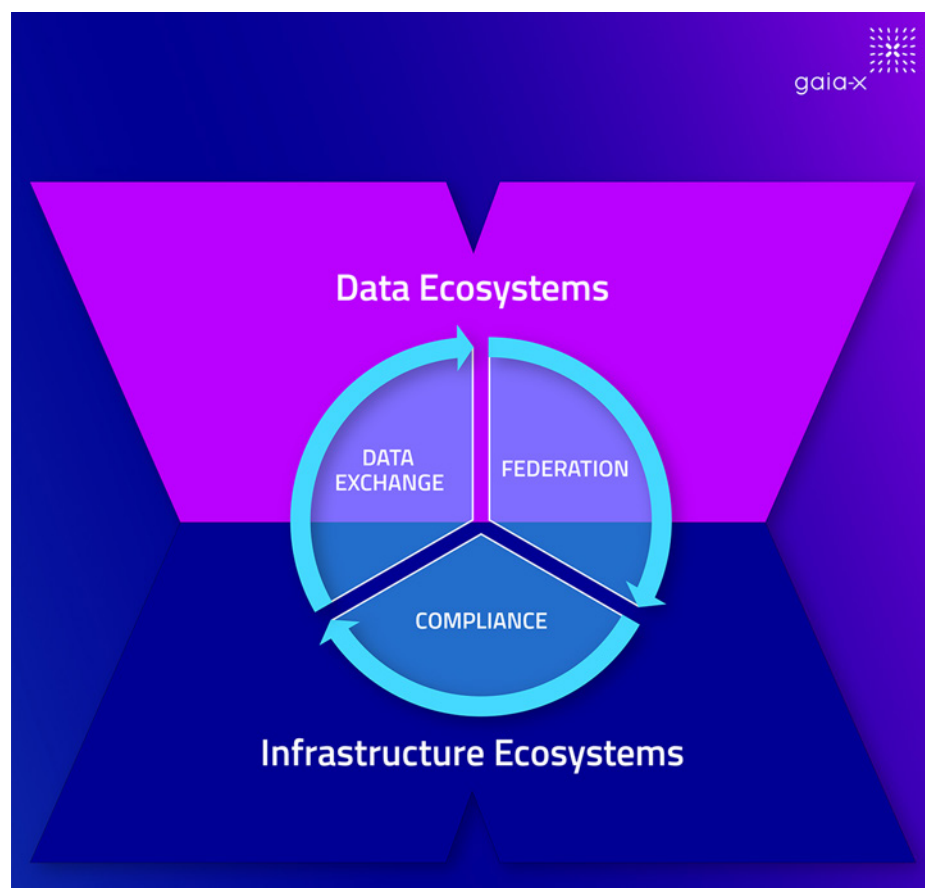 gaia-x
Data Ecosystems
DATA
EXCHANGE
FEDERATION
COMPLIANCE
Infrastructure Ecosystems